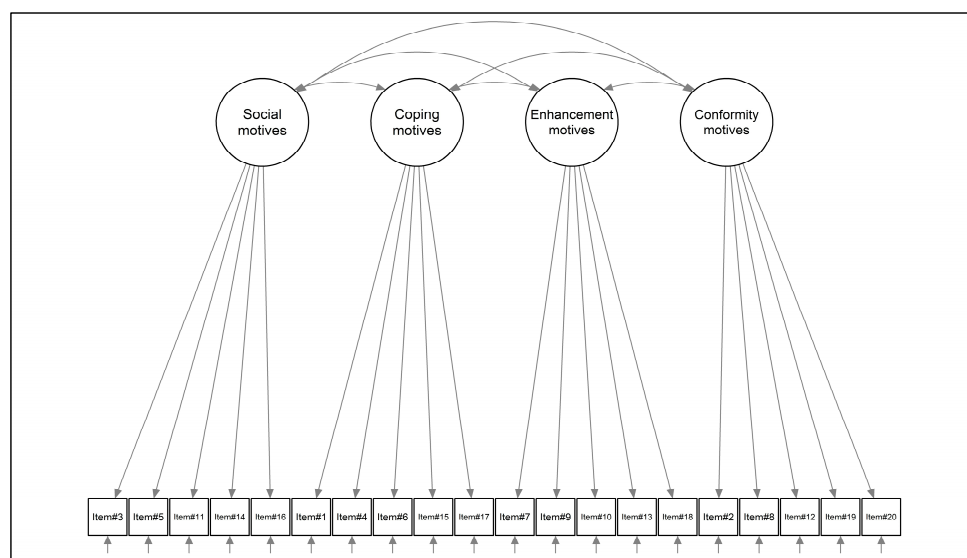 Social
motives
Coping
motives
Enhancement
motives
Conformity
motives
Item#3 Item#5 Item#11 Item#14 Item#16 Item#1 Item#4 Item#6 Item#15 Item#17 Item#7 Item#9 Item#10 Item#13 Item#18 Item#2 Item#8 Item#12 Item#19 Item#20